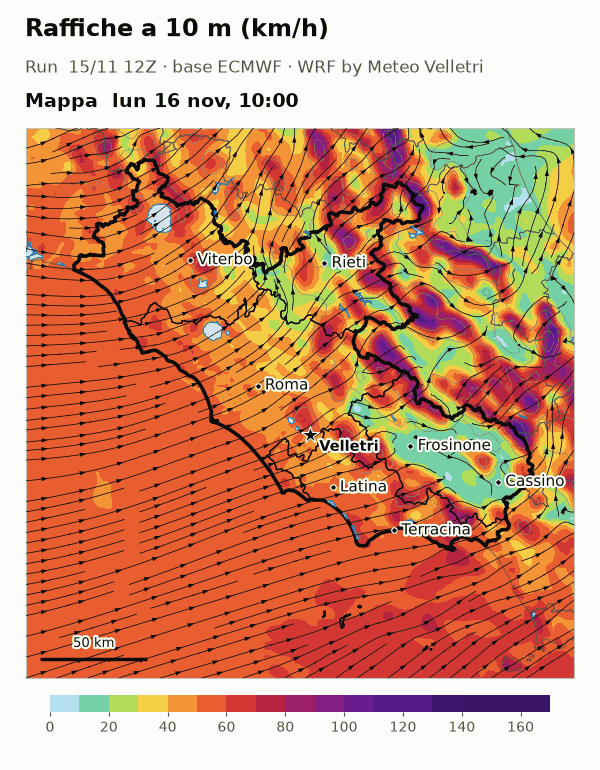 Raffiche a 10 m (km/h)
Run 15/11 12Z · base ECMWF · WRF by Meteo Velletri
Mappa lun 16 nov, 10:00
Viterbo
Rieti
Roma
Velletri
Frosinone
Cassino
Latina
Terracina
50 km
0 20 40 60 80 100 120 140 160